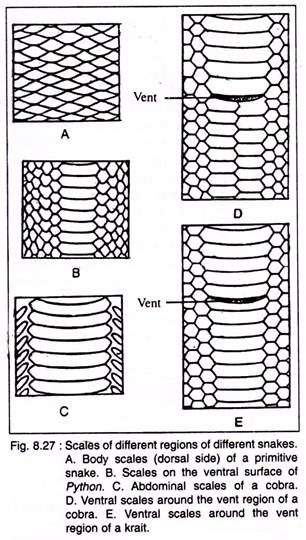 A
B
C
Vent
D
Vent
E
Fig. 8.27 : Scales of different regions of different snakes.
A. Body scales (dorsal side) of a primitive
snake. B. Scales on the ventral surface of
Python. C. Abdominal scales of a cobra.
D. Ventral scales around the vent region of a
cobra. E. Ventral scales around the vent
region of a krait.